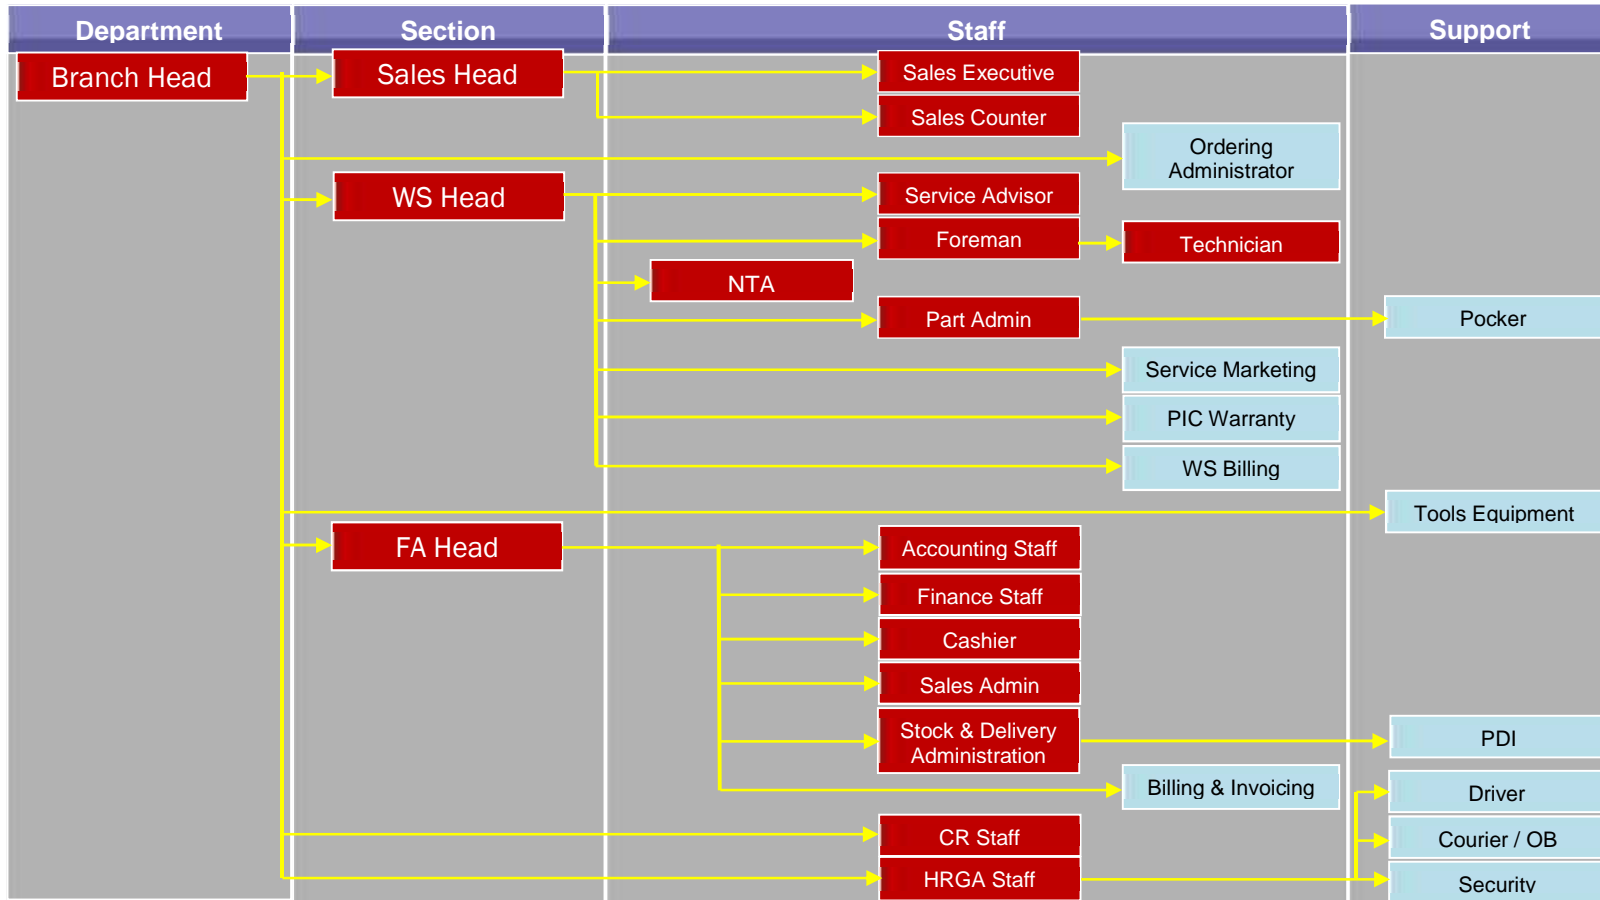 Department
Section
Staff
Support
Branch Head
Sales Head
Sales Executive
Sales Counter
Ordering
Administrator
WS Head
Service Advisor
Foreman
Technician
NTA
Part Admin
Pocker
Service Marketing
PIC Warranty
WS Billing
Tools Equipment
FA Head
Accounting Staff
Finance Staff
Cashier
Sales Admin
Stock & Delivery
Administration
PDI
Billing & Invoicing
Driver
CR Staff
Courier / OB
HRGA Staff
Security